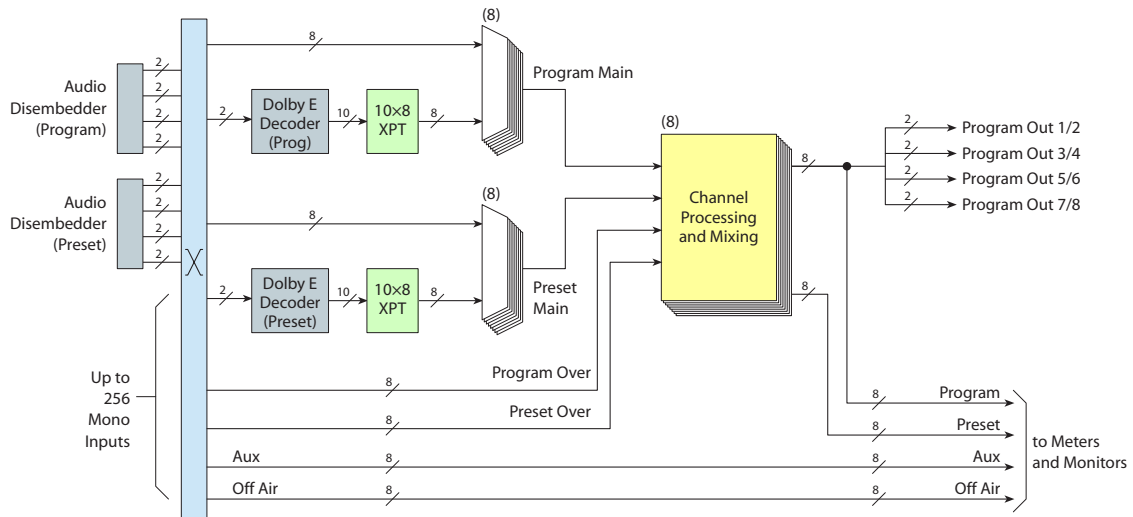 (8)
8
2
2
2
2
Audio
Disembedder
(Program)
2
Dolby E
Decoder
(Prog)
10
10×8
XPT
8
Program Main
(8)
Channel
Processing
and Mixing
8
2
Program Out 1/2
2
Program Out 3/4
2
Program Out 5/6
2
Program Out 7/8
2
2
2
2
Audio
Disembedder
(Preset)
(8)
8
2
Dolby E
Decoder
(Preset)
10
10×8
XPT
8
Preset
Main
8
Up to
256
Mono
Inputs
8
Program Over
8
Preset Over
Aux
8
Off Air
8
8
Program
8
Preset
8
Aux
8
Off Air
to Meters
and Monitors